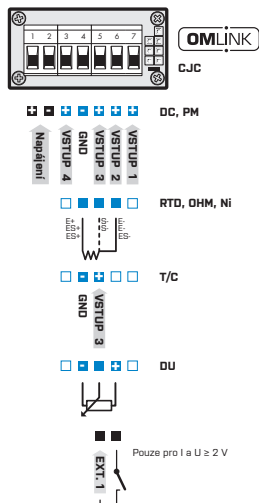 1 2 3 4 5 6 7
OMLINK
CJC
+ - + - + + +
DC, PM
Napájení
VSTUP 4
GND
VSTUP 3
VSTUP 2
VSTUP 1
RTD, OHM, Ni
E+ S- E-
ES+ S- E-
ES+ ES-
- +
T/C
GND
VSTUP 3
- +
DU
Pouze pro I a U ≥ 2 V
EXT. 1